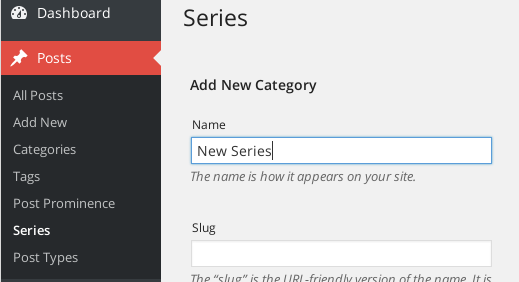 Dashboard
Posts
All Posts
Add New
Categories
Tags
Post Prominence
Series
Post Types
Series
Add New Category
Name
New Series
The name is how it appears on your site.
Slug
The “slug” is the URL-friendly version of the name. It is